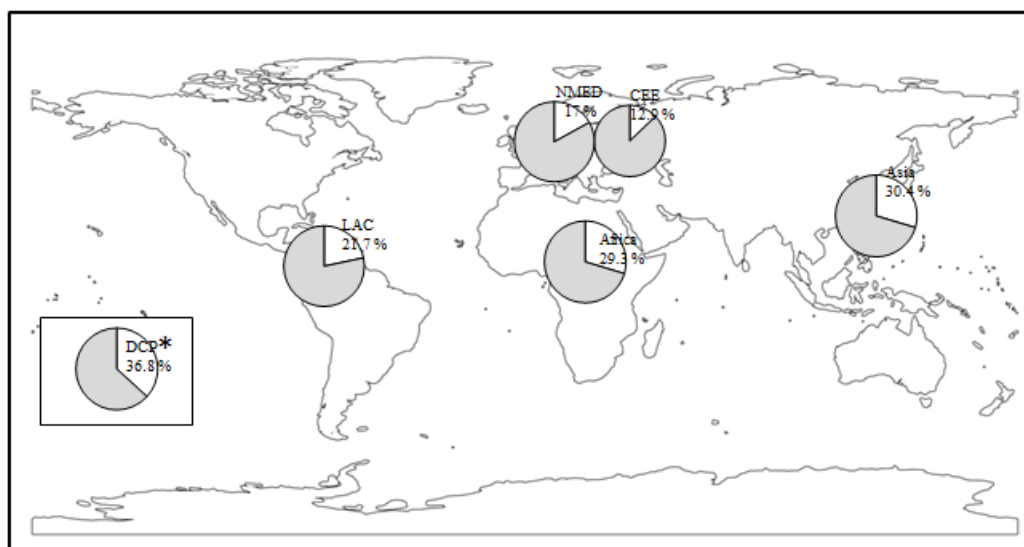 NMED
17%
CEE
12.9%
Asia
30.4%
LAC
21.7%
Africa
29.3%
DCP*
36.8%